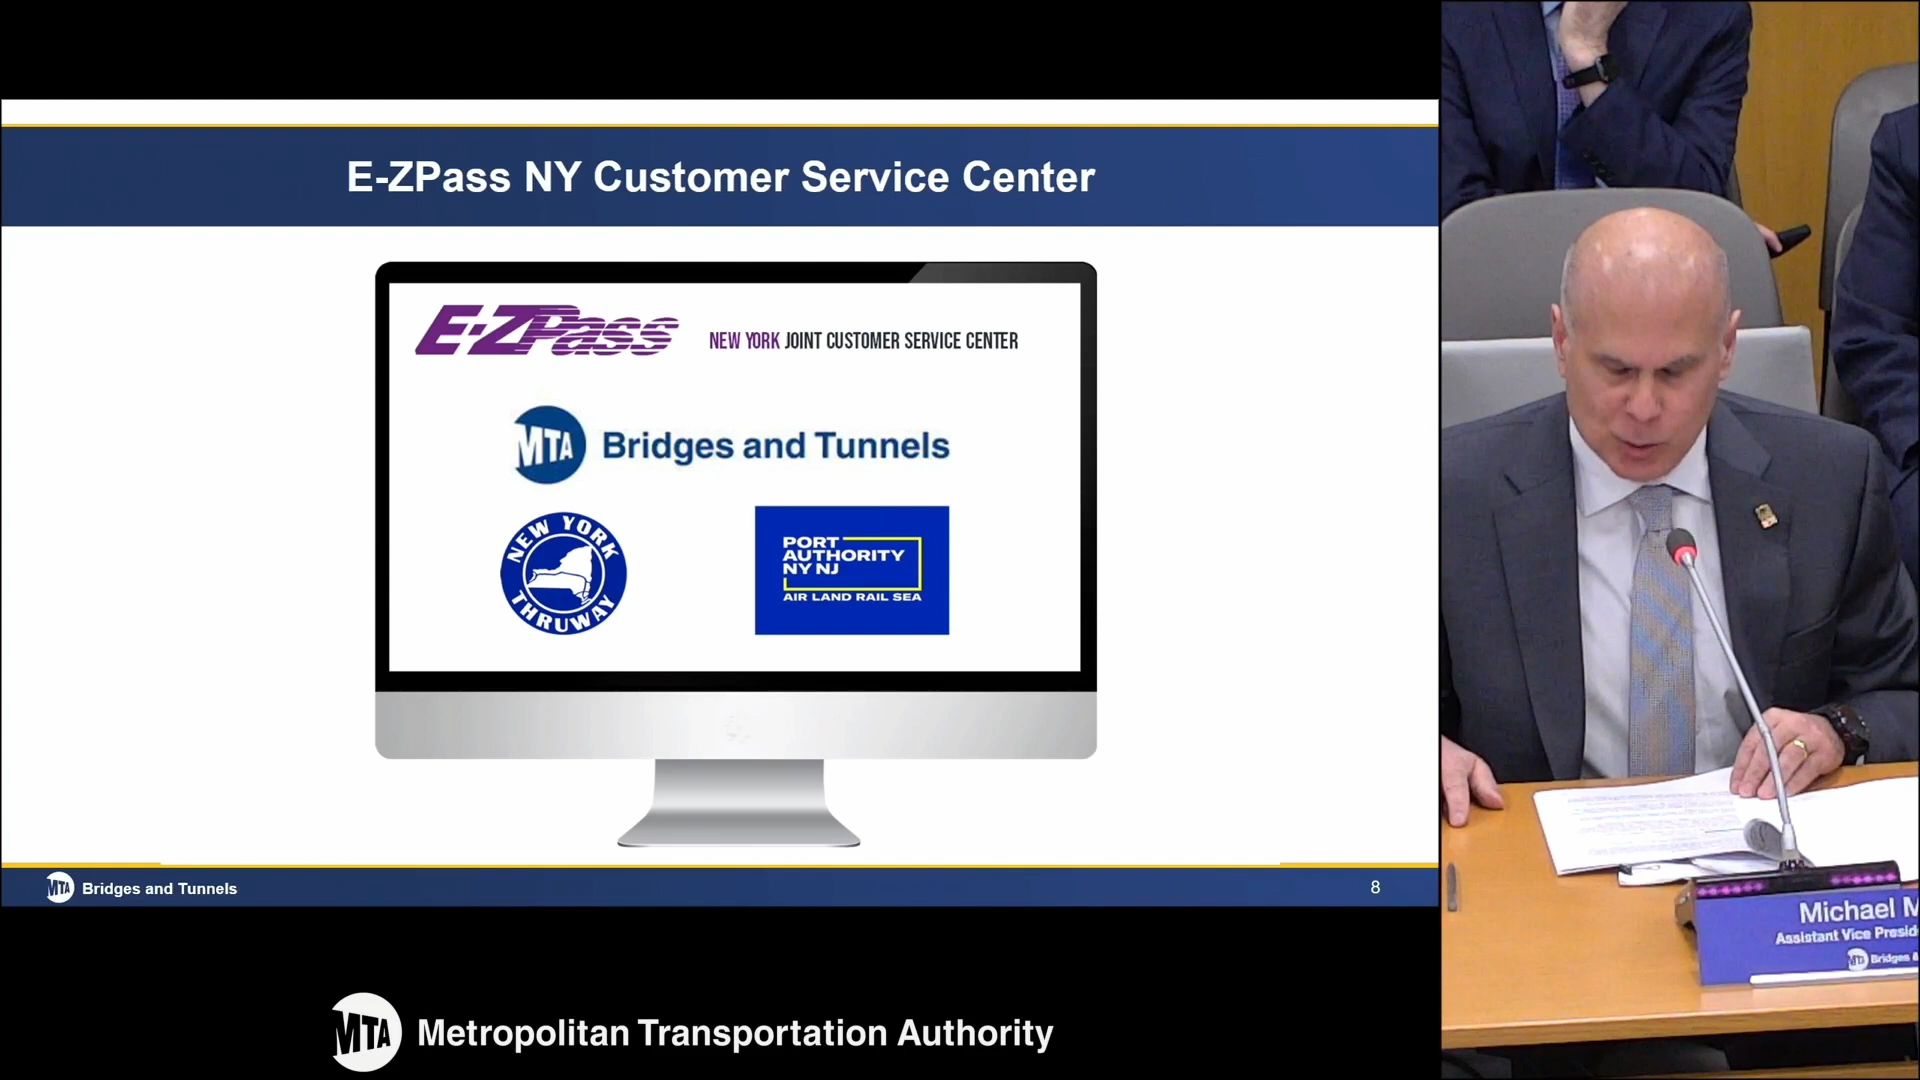 E-ZPass NY Customer Service Center
E-ZPass
NEW YORK JOINT CUSTOMER SERVICE CENTER
MTA Bridges and Tunnels
NEW YORK
THRUWAY
PORT
AUTHORITY
NY NJ
AIR LAND RAIL SEA
MTA Bridges and Tunnels
8
MTA Metropolitan Transportation Authority
Michael M
Assistant Vice Presid
MTA Bridges &